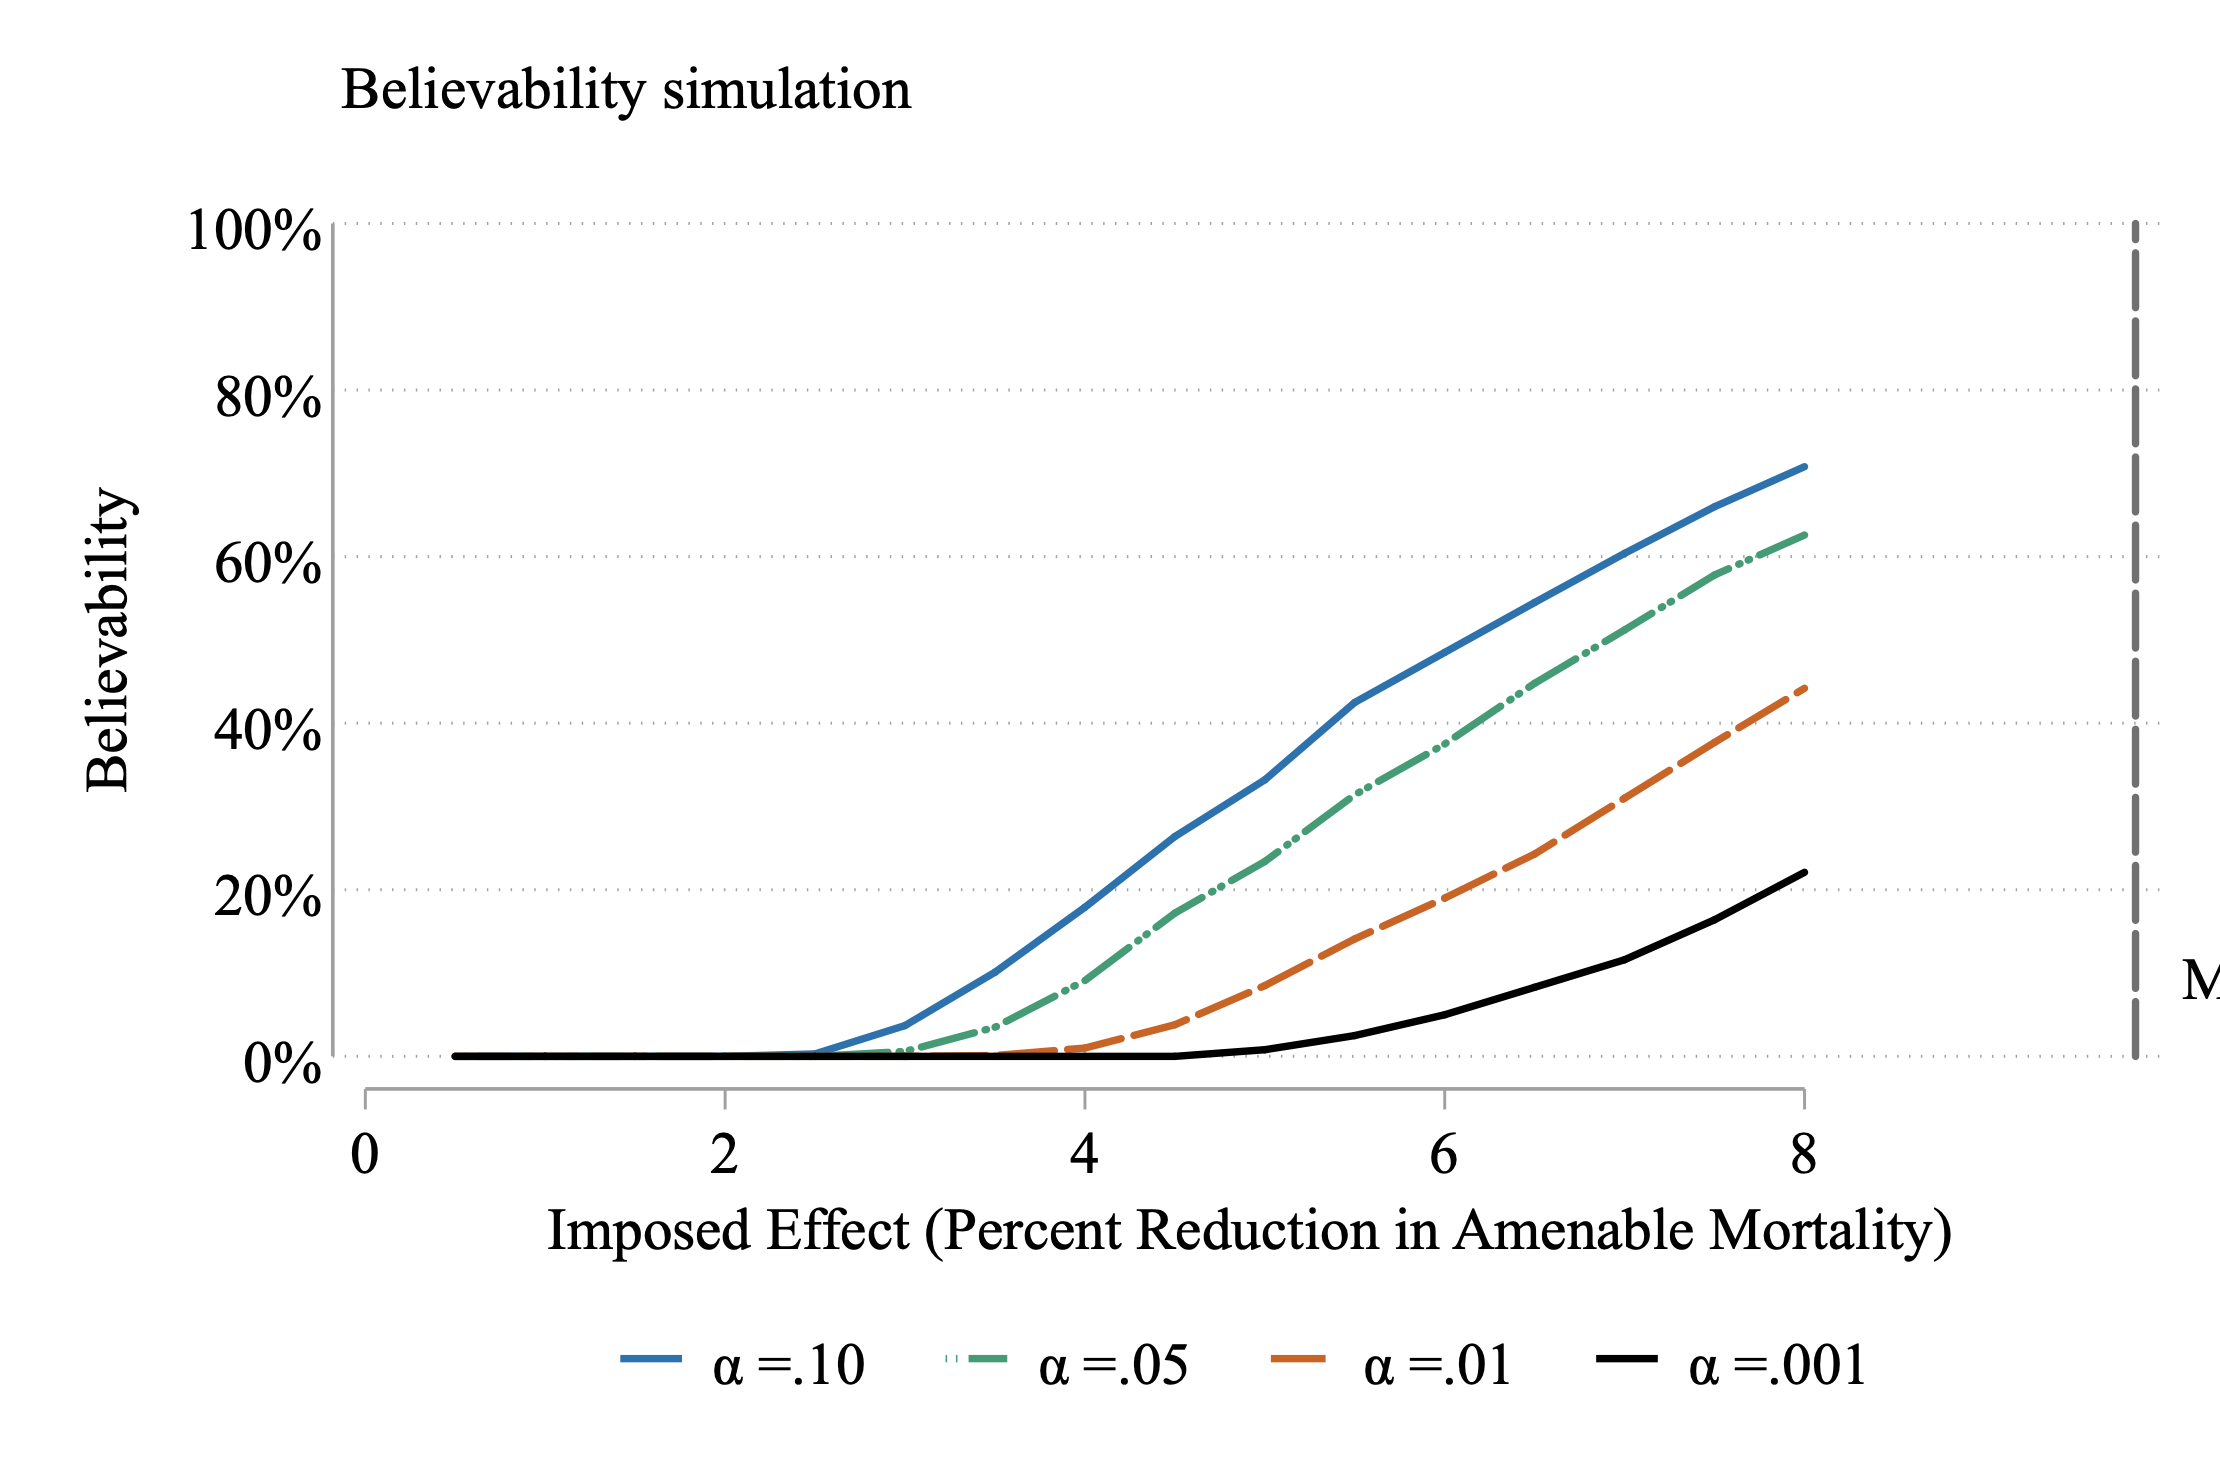 Believability simulation
100%
80%
60%
40%
20%
0%
Believability
0 2 4 6 8
Imposed Effect (Percent Reduction in Amenable Mortality)
α =.10 α =.05 α =.01 α =.001